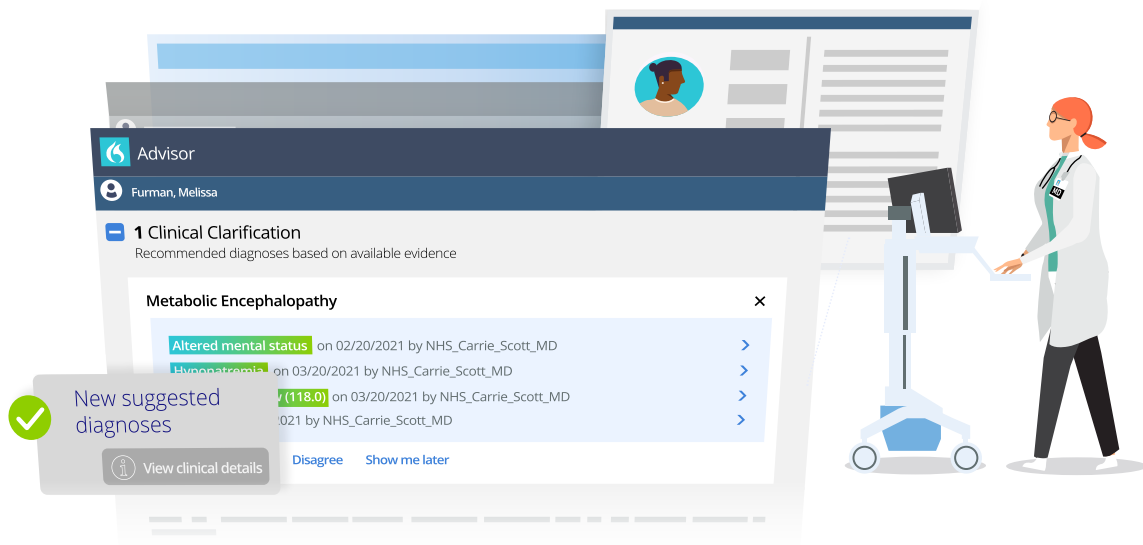 Advisor
Furman, Melissa
1 Clinical Clarification
Recommended diagnoses based on available evidence
Metabolic Encephalopathy
Altered mental status on 02/20/2021 by NHS_Carrie_Scott_MD
Hyponatremia on 03/20/2021 by NHS_Carrie_Scott_MD
(118.0) on 03/20/2021 by NHS_Carrie_Scott_MD
021 by NHS_Carrie_Scott_MD
Disagree Show me later
New suggested
diagnoses
View clinical details
MD